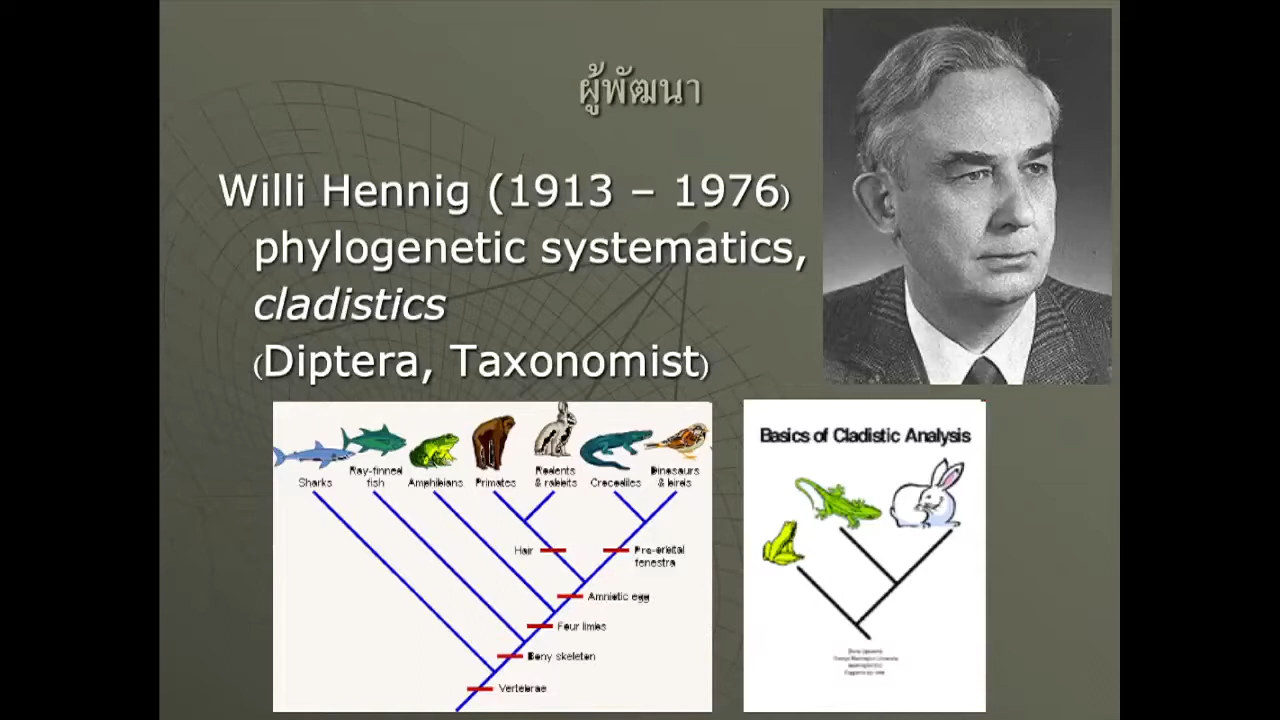 ผู้พัฒนา
Willi Hennig (1913 – 1976)
phylogenetic systematics,
cladistics
(Diptera, Taxonomist)
Sharks
Ray-finned
fish
Amphibians
Primates
Rodents
& rabbits
Crocodiles
Dinosaurs
& birds
Hair
Pre-orbital
fenestra
Amniotic egg
Four limbs
Bony skeleton
Vertebrae
Basics of Cladistic Analysis